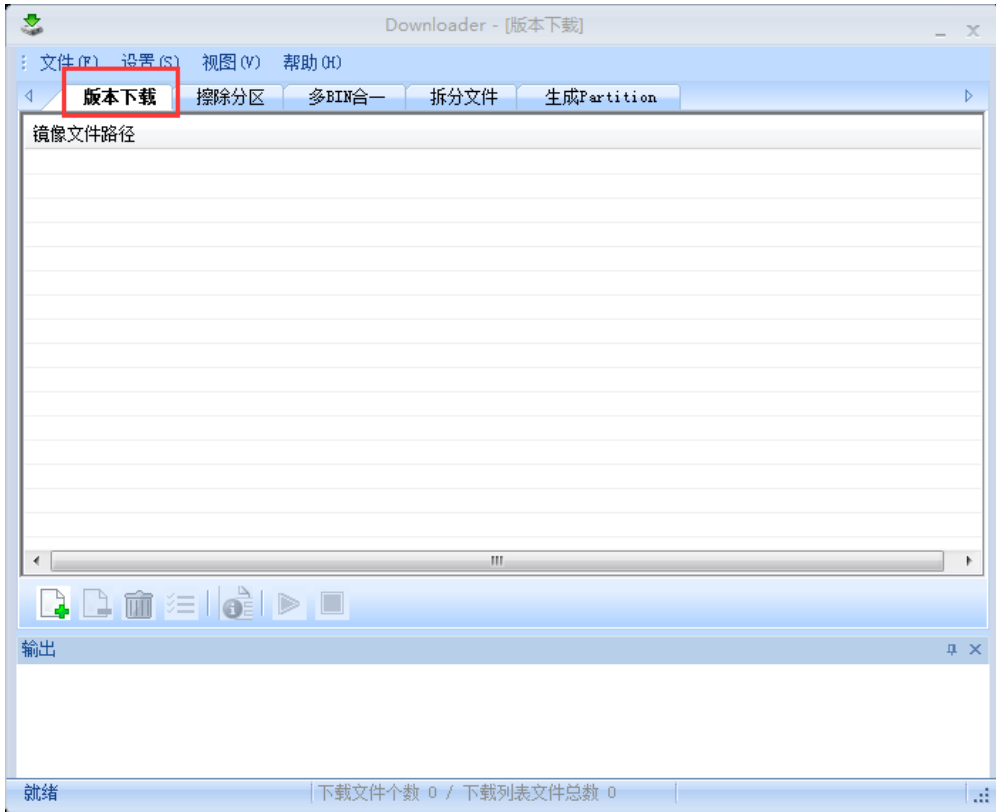 Downloader - [版本下载]
文件(F) 设置(S) 视图(V) 帮助(H)
版本下载 擦除分区 多BIN合一 拆分文件 生成Partition
镜像文件路径
输出
就绪 下载文件个数 0 / 下载列表文件总数 0